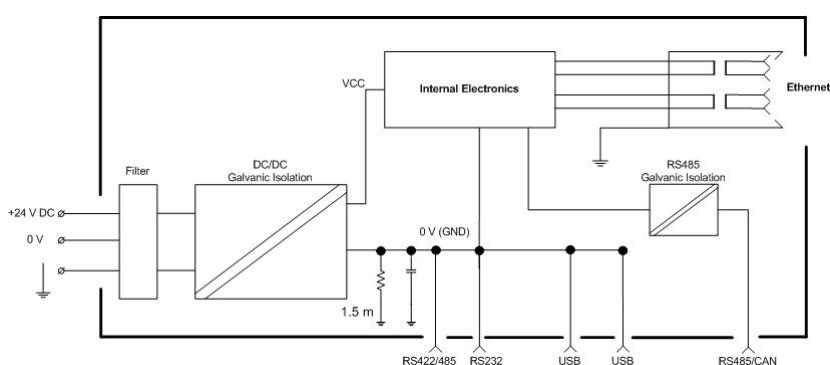 VCC
Internal Electronics
Ethernet
Filter
DC/DC
Galvanic Isolation
RS485
Galvanic Isolation
+24 V DC
0 V
0 V (GND)
1.5 m
RS422/485
RS232
USB
USB
RS485/CAN